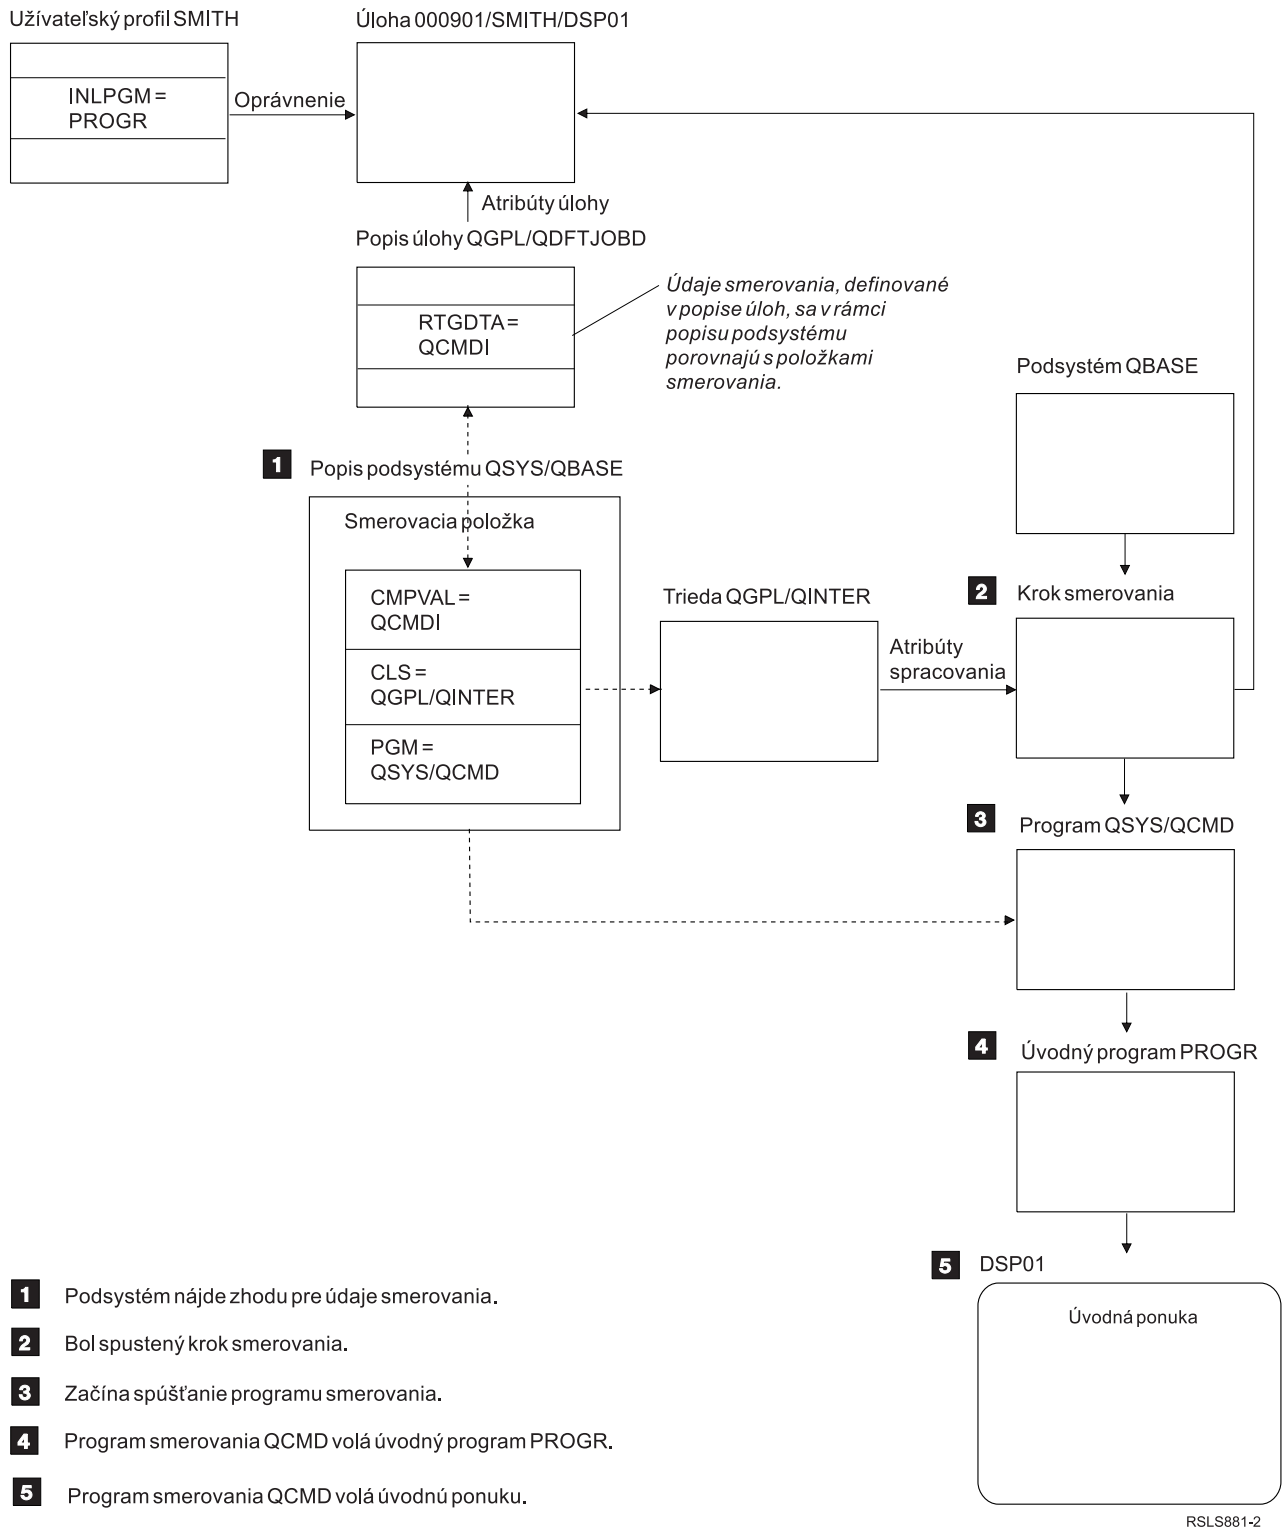 Užívateľský profil SMITH
Úloha 000901/SMITH/DSP01
INLPGM =
PROGR
Oprávnenie
Atribúty úlohy
Popis úlohy QGPL/QDFTJOBD
RTGDTA =
QCMDI
Údaje smerovania, definované
v popise úloh, sa v rámci
popisu podsystému
porovnajú s položkami
smerovania.
Podsystém QBASE
1 Popis podsystému QSYS/QBASE
Smerovacia položka
CMPVAL =
QCMDI
CLS =
QGPL/QINTER
PGM =
QSYS/QCMD
Trieda QGPL/QINTER
Atribúty
spracovania
2 Krok smerovania
3 Program QSYS/QCMD
4 Úvodný program PROGR
5 DSP01
Úvodná ponuka
1 Podsystém nájde zhodu pre údaje smerovania.
2 Bol spustený krok smerovania.
3 Začína spúšťanie programu smerovania.
4 Program smerovania QCMD volá úvodný program PROGR.
5 Program smerovania QCMD volá úvodnú ponuku.
RSLS881-2